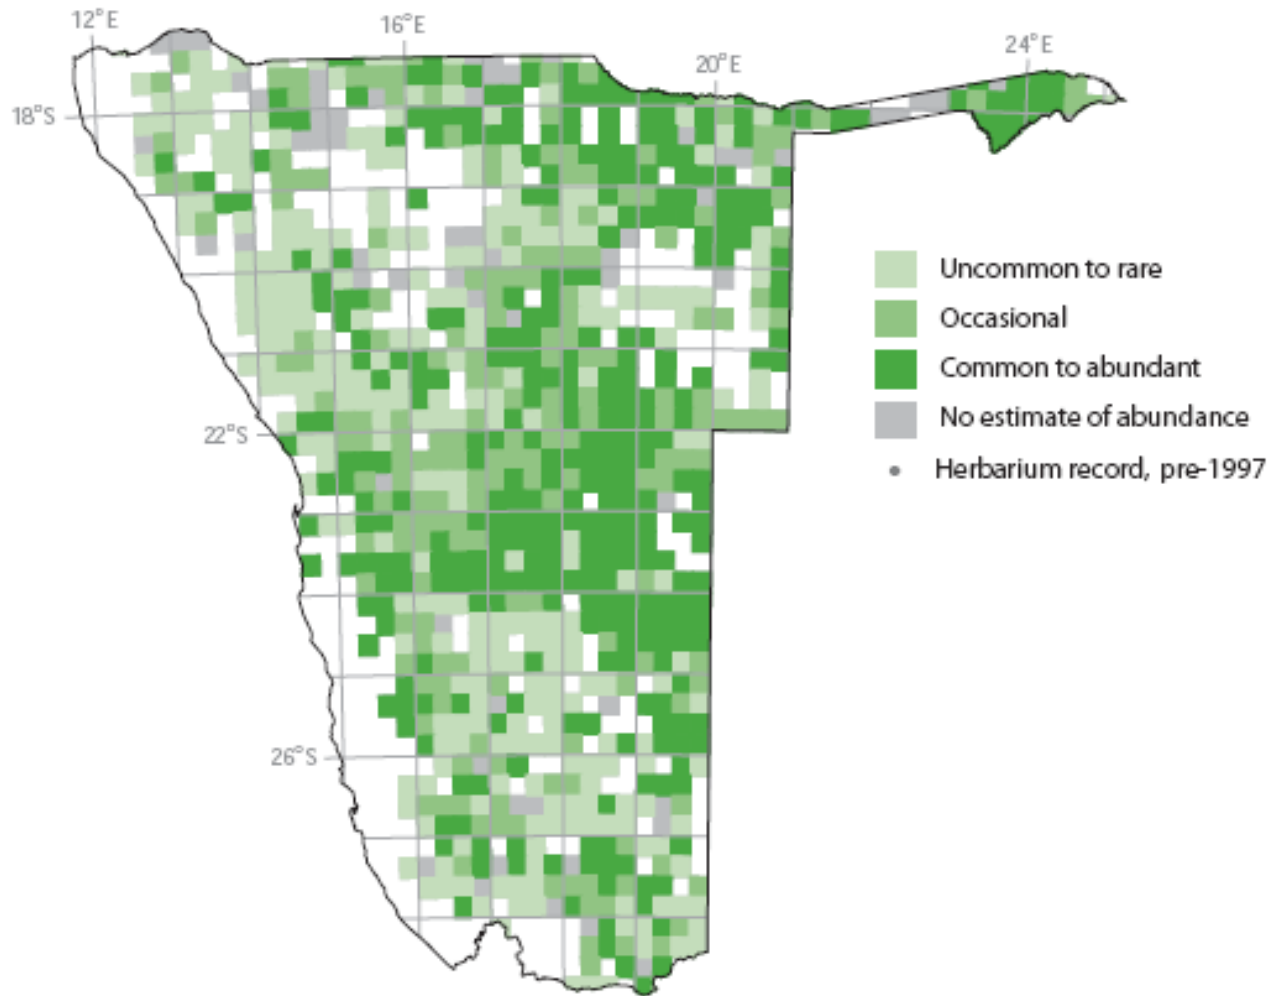 12°E
16°E
20°E
24°E
18°S
22°S
26°S
Uncommon to rare
Occasional
Common to abundant
No estimate of abundance
Herbarium record, pre-1997